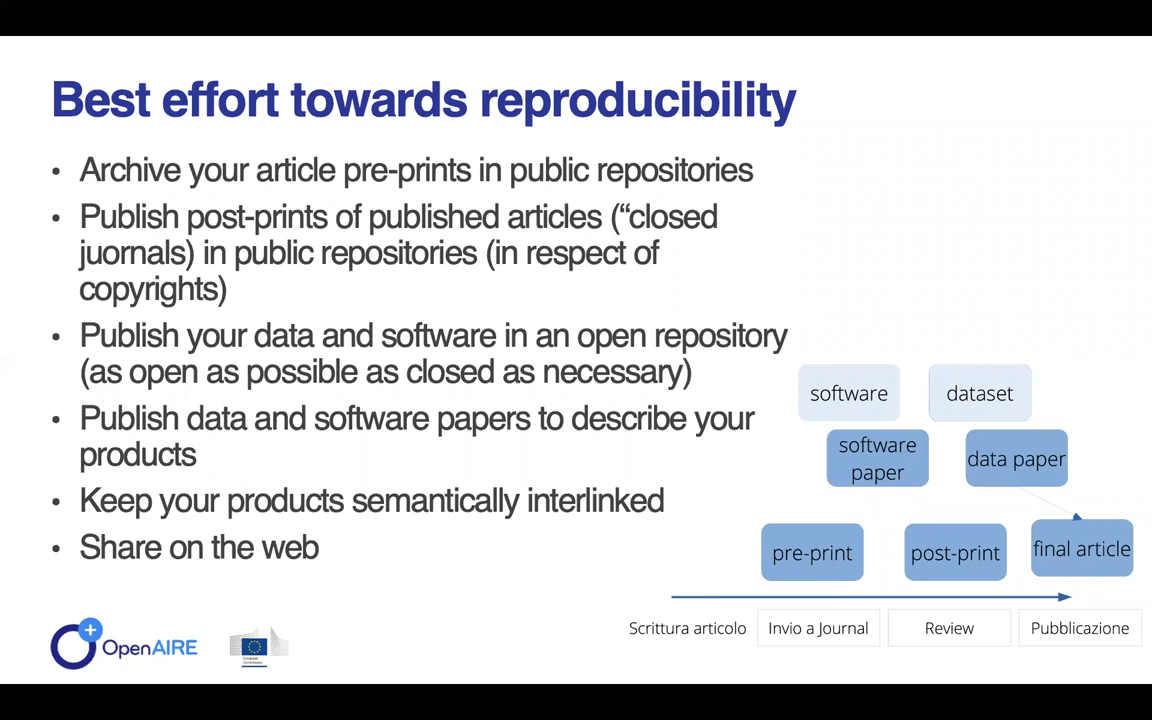 Best effort towards reproducibility
• Archive your article pre-prints in public repositories
• Publish post-prints of published articles (“closed
juornals) in public repositories (in respect of
copyrights)
• Publish your data and software in an open repository
(as open as possible as closed as necessary)
• Publish data and software papers to describe your
products
• Keep your products semantically interlinked
• Share on the web
software
dataset
software
paper
data paper
pre-print
post-print
final article
Scrittura articolo
Invio a Journal
Review
Pubblicazione
OpenAIRE
European
Commission